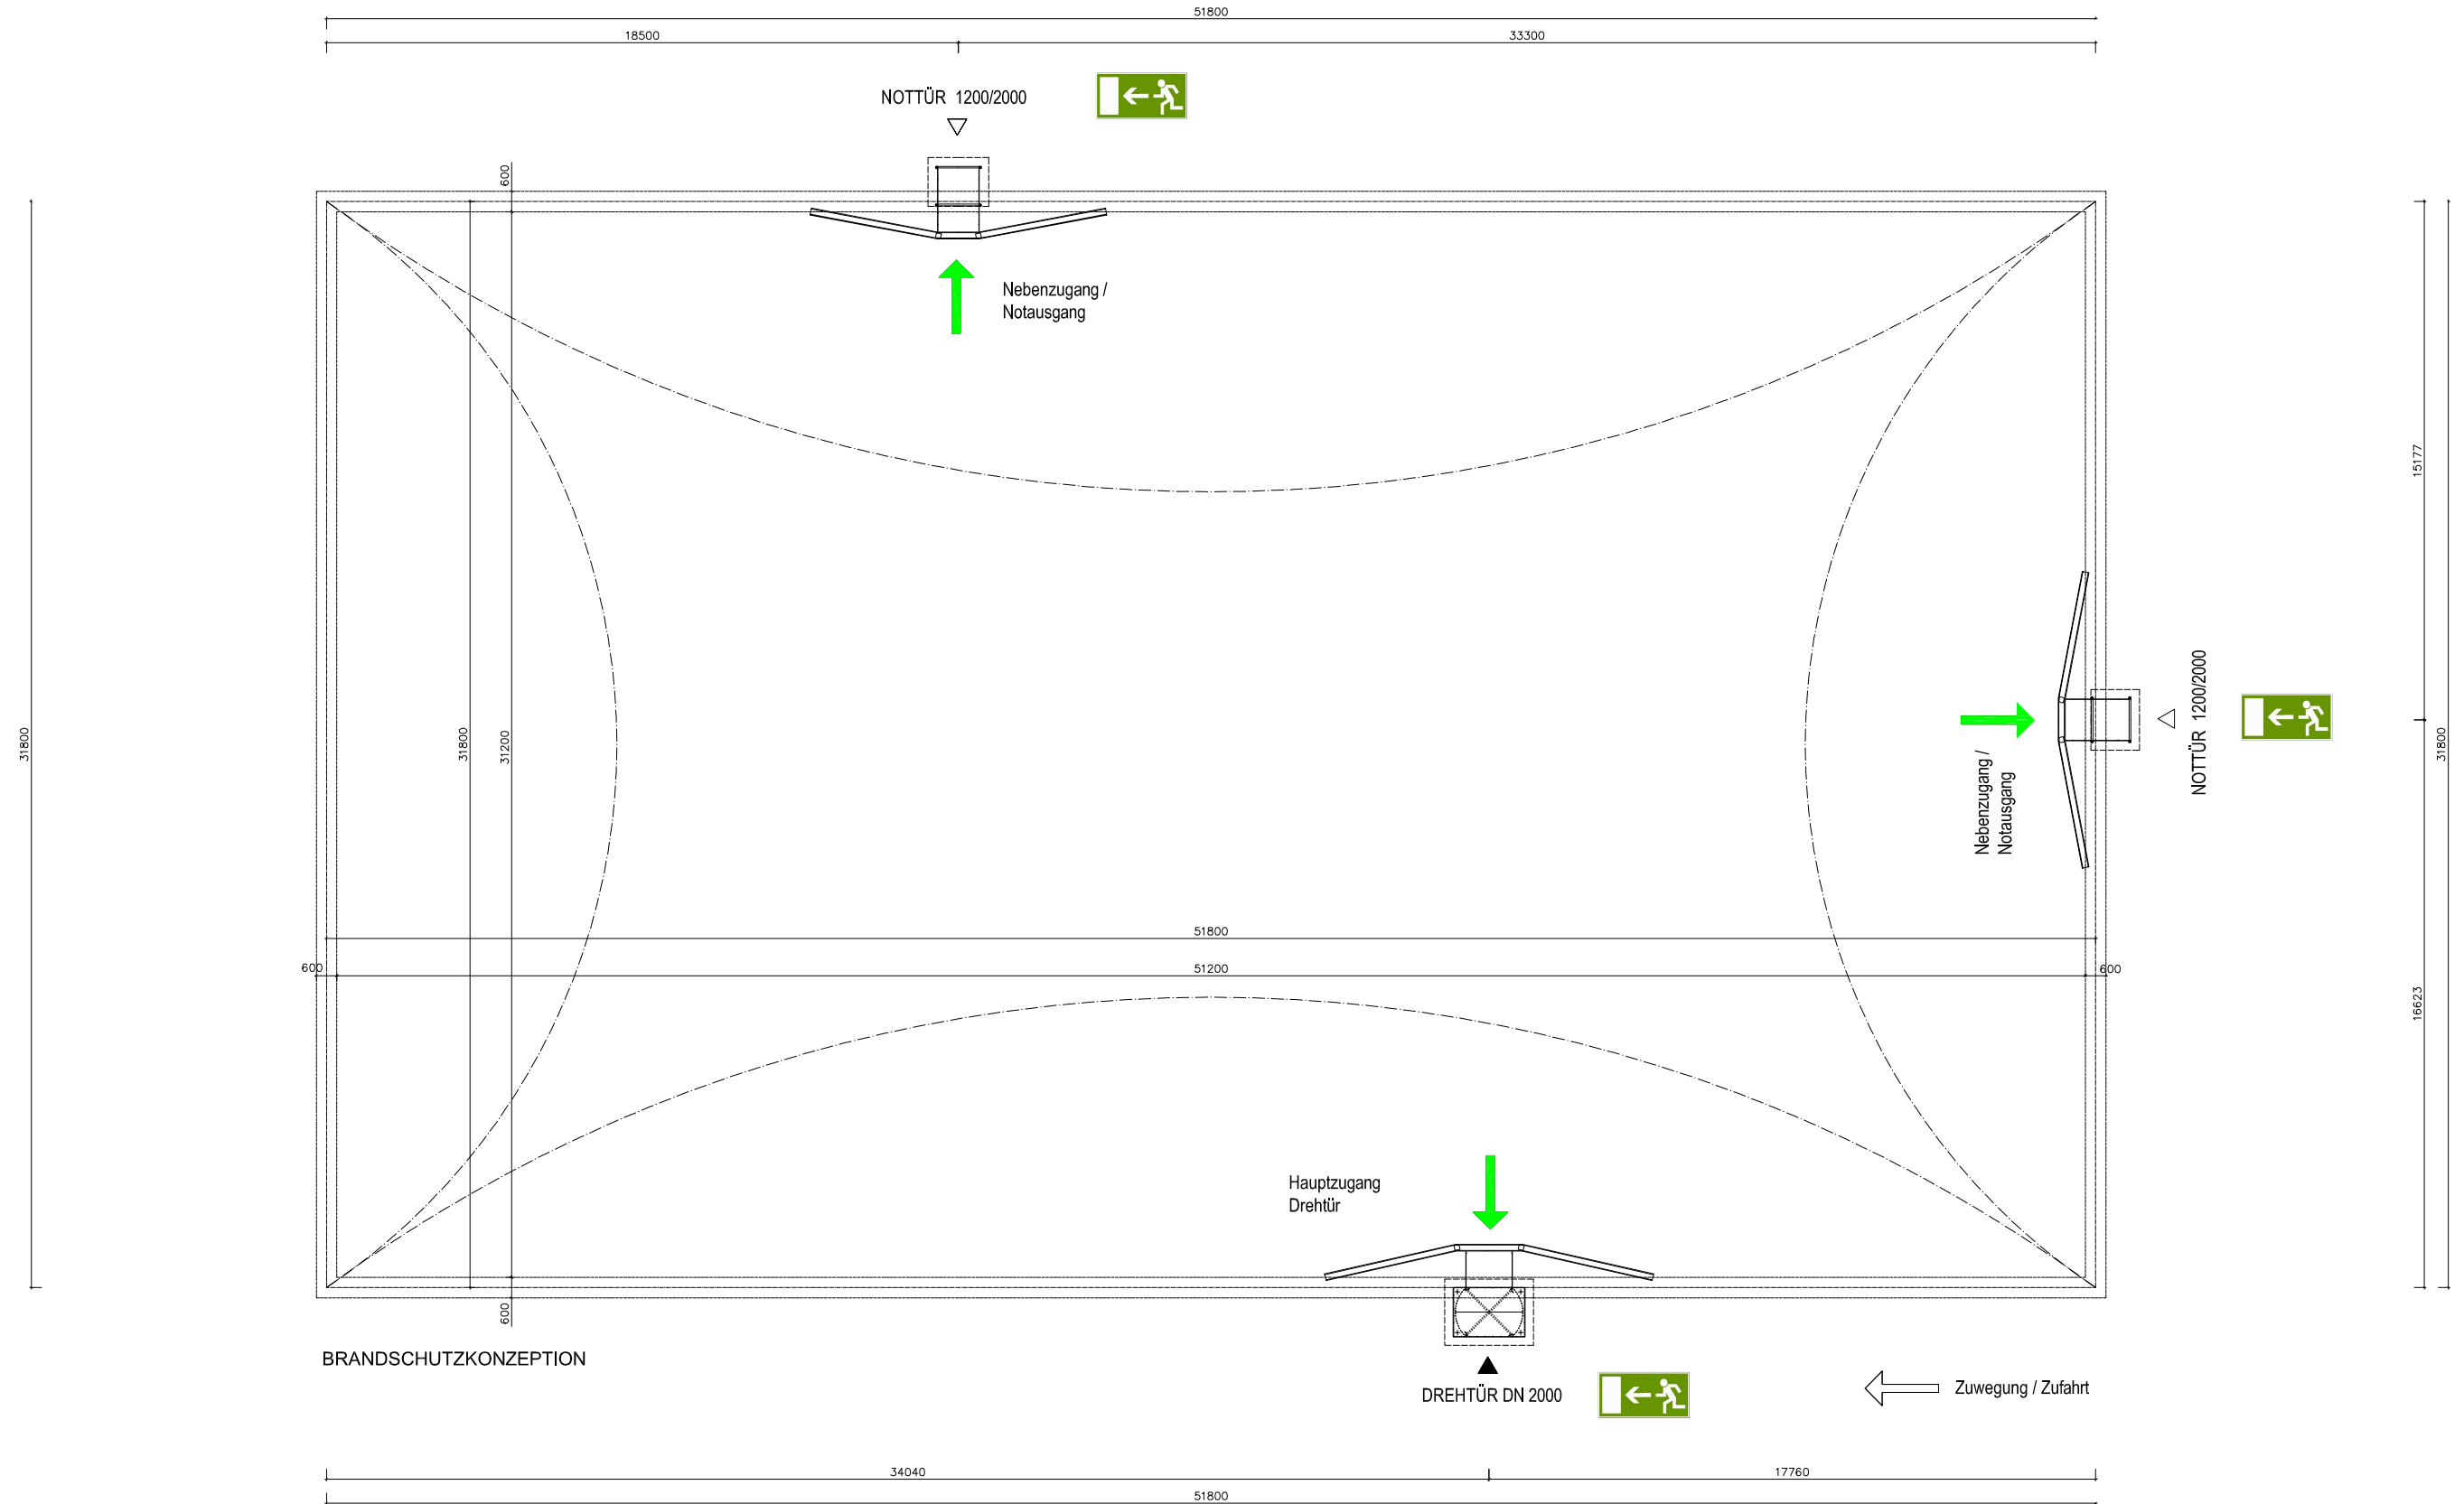 51800
18500
33300
NOTTÜR 1200/2000
600
Nebenzugang /
Notausgang
15177
31800
31800
31200
NOTTÜR 1200/2000
31800
Nebenzugang /
Notausgang
51800
600
51200
600
16623
Hauptzugang
Drehtür
600
BRANDSCHUTZKONZEPTION
DREHTÜR DN 2000
Zuwegung / Zufahrt
34040
17760
51800